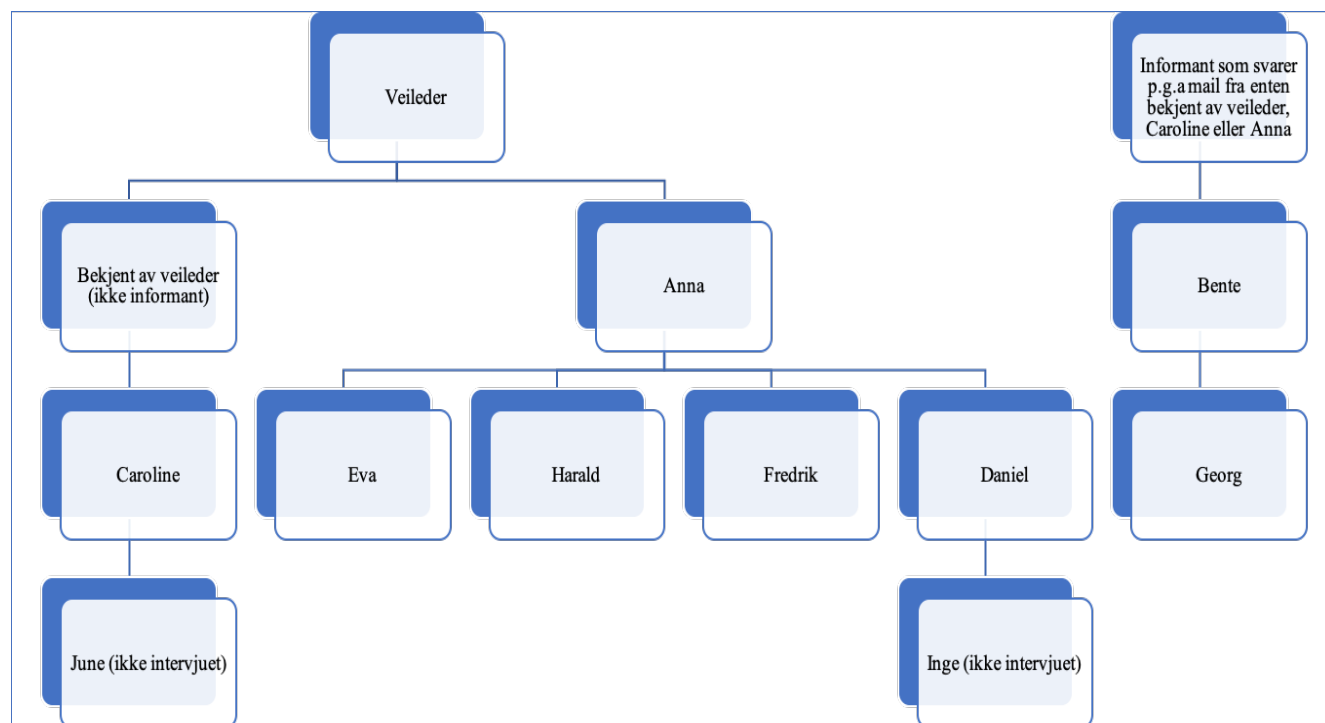 Veileder
Informant som svarer
p.g.a mail fra enten
bekjent av veileder,
Caroline eller Anna
Bekjent av veileder
(ikke informant)
Anna
Bente
Caroline
Eva
Harald
Fredrik
Daniel
Georg
June (ikke intervjuet)
Inge (ikke intervjuet)